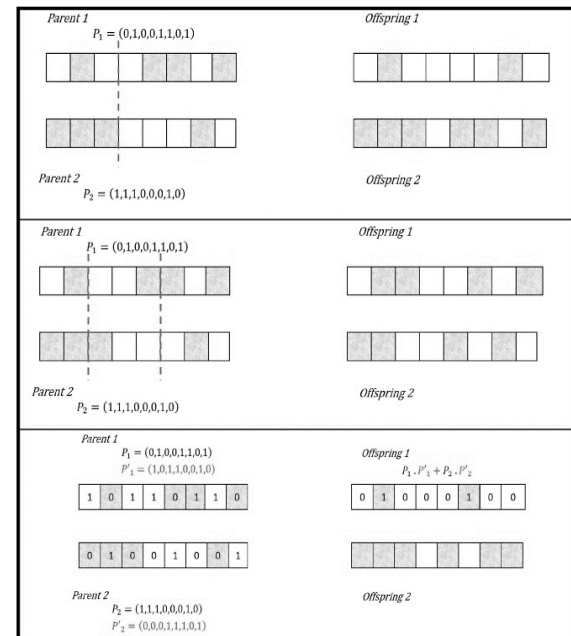 Parent 1
P₁ = (0,1,0,0,1,1,0,1)
Offspring 1
Parent 2
P₂ = (1,1,1,0,0,0,1,0)
Offspring 2
Parent 1
P₁ = (0,1,0,0,1,1,0,1)
Offspring 1
Parent 2
P₂ = (1,1,1,0,0,0,1,0)
Offspring 2
Parent 1
P₁ = (0,1,0,0,1,1,0,1)
P'₁ = (1,0,1,1,0,0,1,0)
Offspring 1
P₁ . P'₁ + P₂ . P'₂
1 0 1 1 0 1 1 0
0 1 0 0 0 1 0 0
0 1 0 0 1 0 0 1
Parent 2
P₂ = (1,1,1,0,0,0,1,0)
P'₂ = (0,0,0,1,1,1,0,1)
Offspring 2